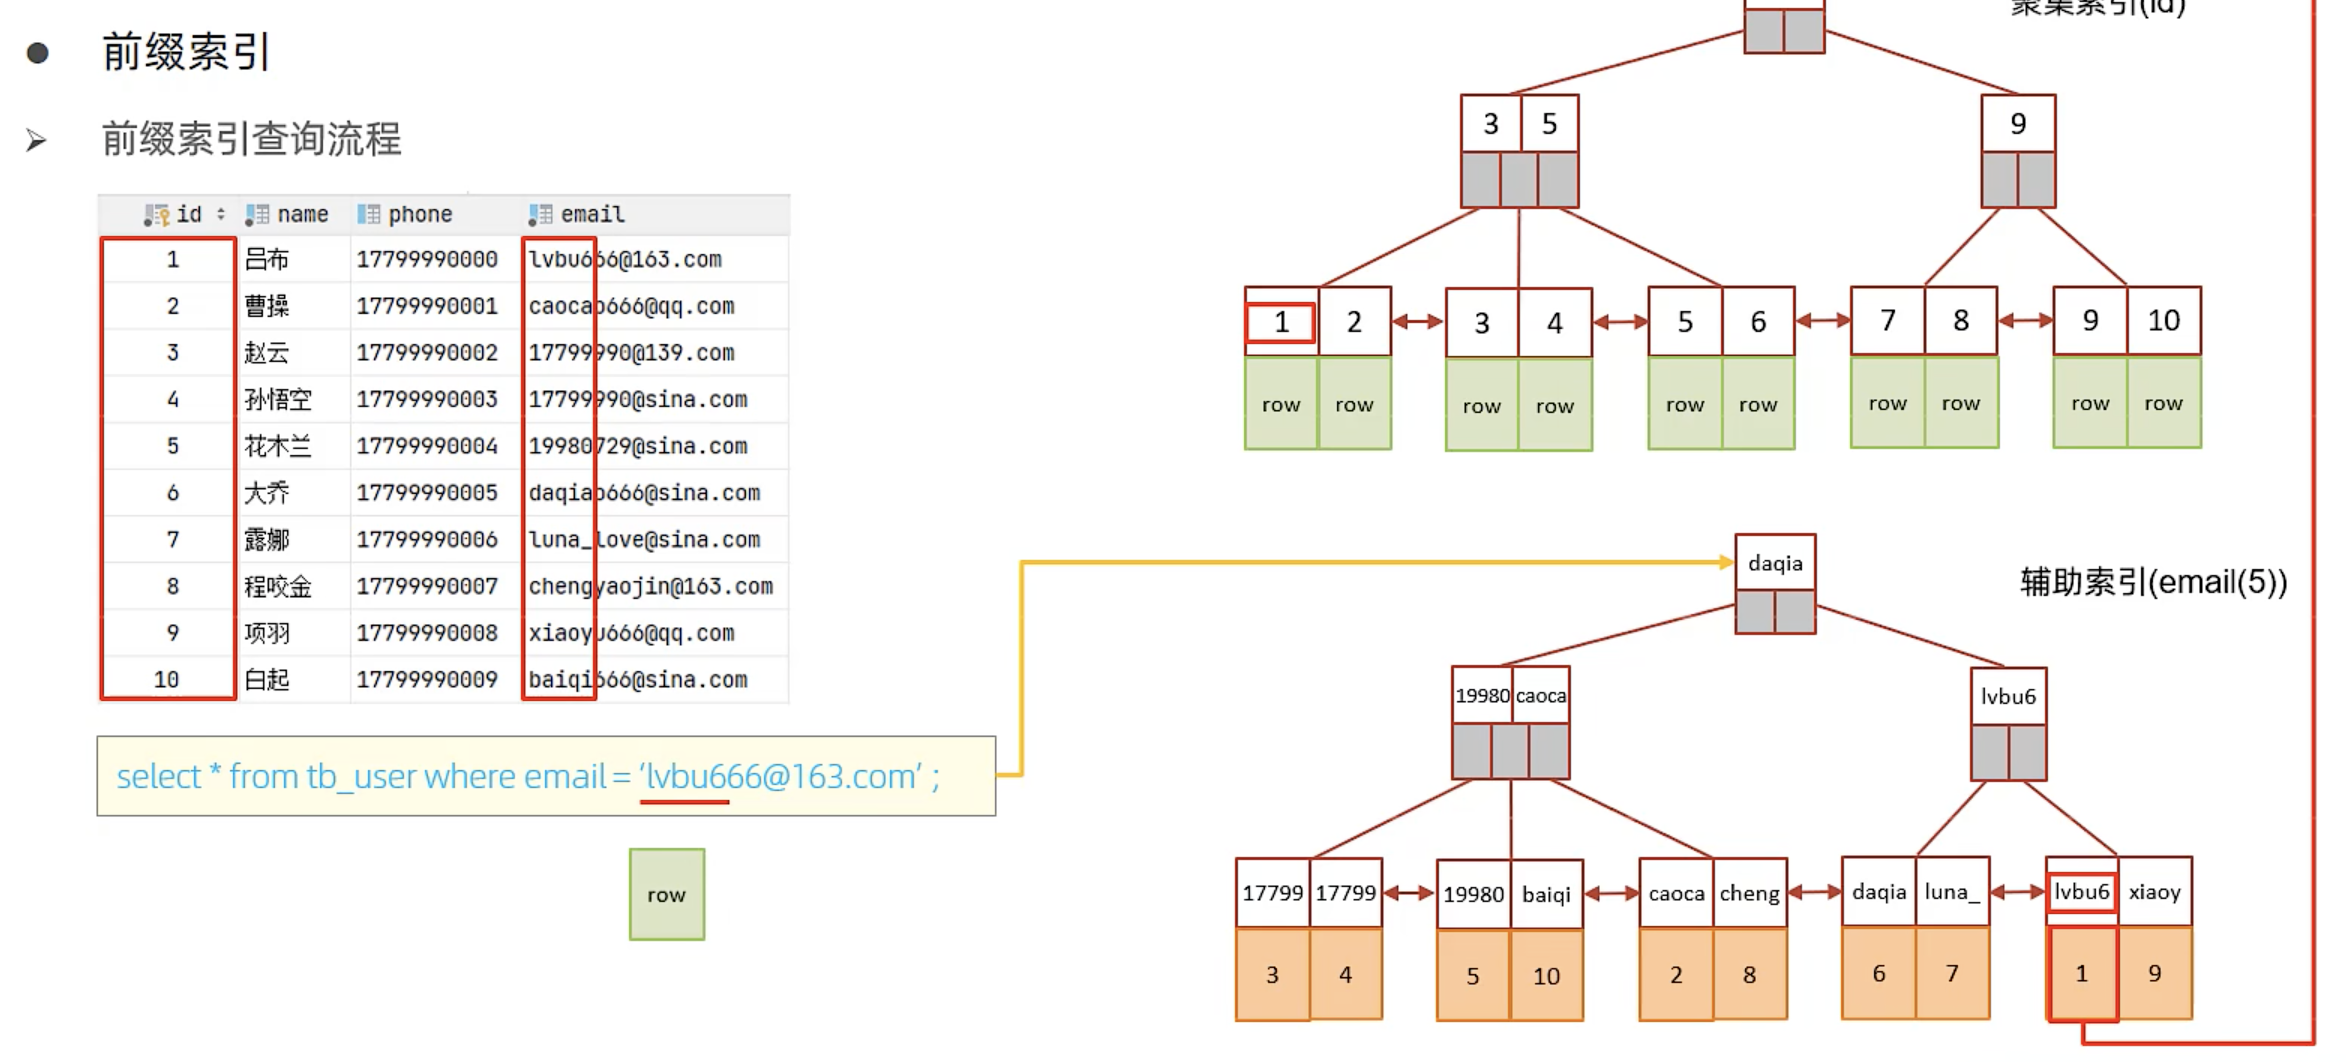 前缀索引
前缀索引查询流程
id name phone email
1 吕布 17799990000 lvbu666@163.com
2 曹操 17799990001 caocao666@qq.com
3 赵云 17799990002 17799990@139.com
4 孙悟空 17799990003 17799990@sina.com
5 花木兰 17799990004 19980729@sina.com
6 大乔 17799990005 daqiao666@sina.com
7 露娜 17799990006 luna_love@sina.com
8 程咬金 17799990007 chengyaojin@163.com
9 项羽 17799990008 xiaoyu666@qq.com
10 白起 17799990009 baiqi666@sina.com
select * from tb_user where email = ‘lvbu666@163.com’ ;
row
聚集索引(id)
3 5 9
1 2 3 4 5 6 7 8 9 10
row row row row row row row row row row
daqia
辅助索引(email(5))
19980 caoca lvbu6
17799 17799 19980 baiqi caoca cheng daqia luna_ lvbu6 xiaoy
3 4 5 10 2 8 6 7 1 9